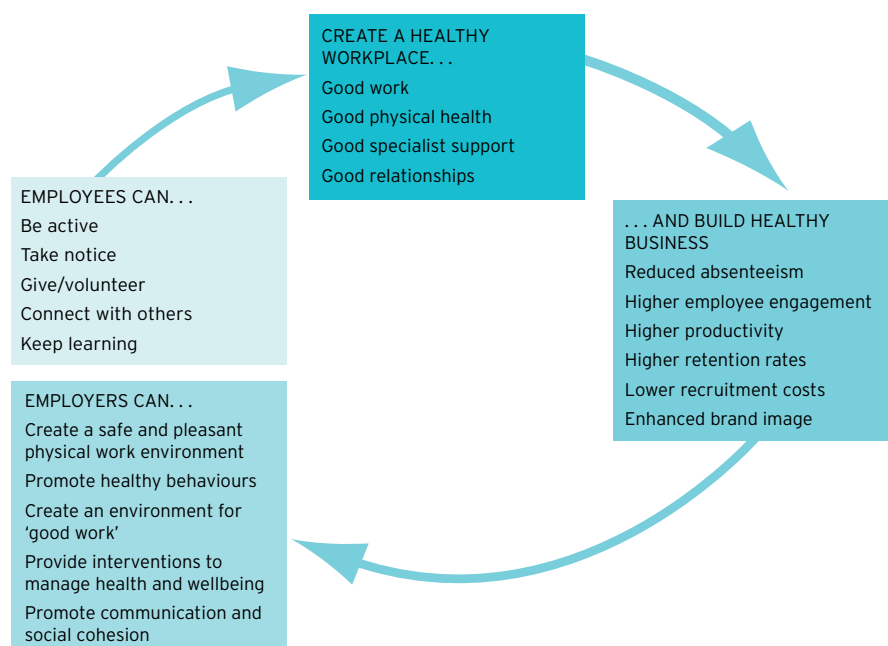 CREATE A HEALTHY
WORKPLACE. . .
Good work
Good physical health
Good specialist support
Good relationships
. . . AND BUILD HEALTHY
BUSINESS
Reduced absenteeism
Higher employee engagement
Higher productivity
Higher retention rates
Lower recruitment costs
Enhanced brand image
EMPLOYEES CAN. . .
Be active
Take notice
Give/volunteer
Connect with others
Keep learning
EMPLOYERS CAN. . .
Create a safe and pleasant
physical work environment
Promote healthy behaviours
Create an environment for
‘good work’
Provide interventions to
manage health and wellbeing
Promote communication and
social cohesion